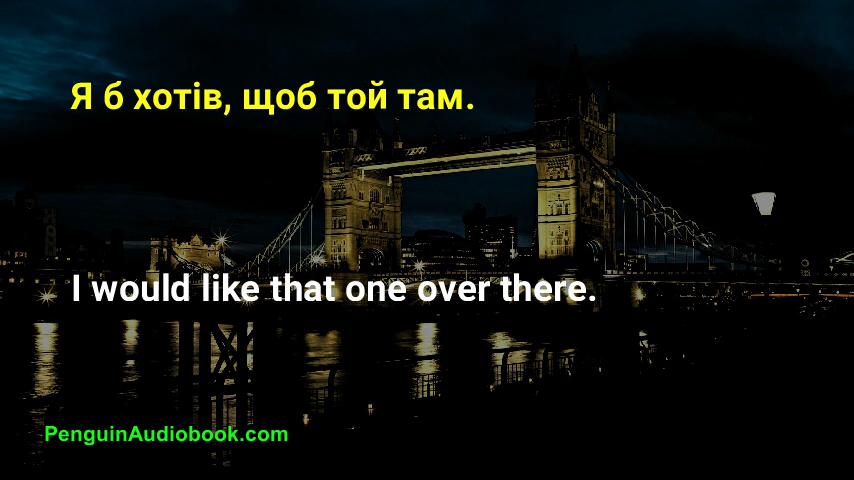 Я б хотів, щоб той там.
I would like that one over there.
PenguinAudiobook.com